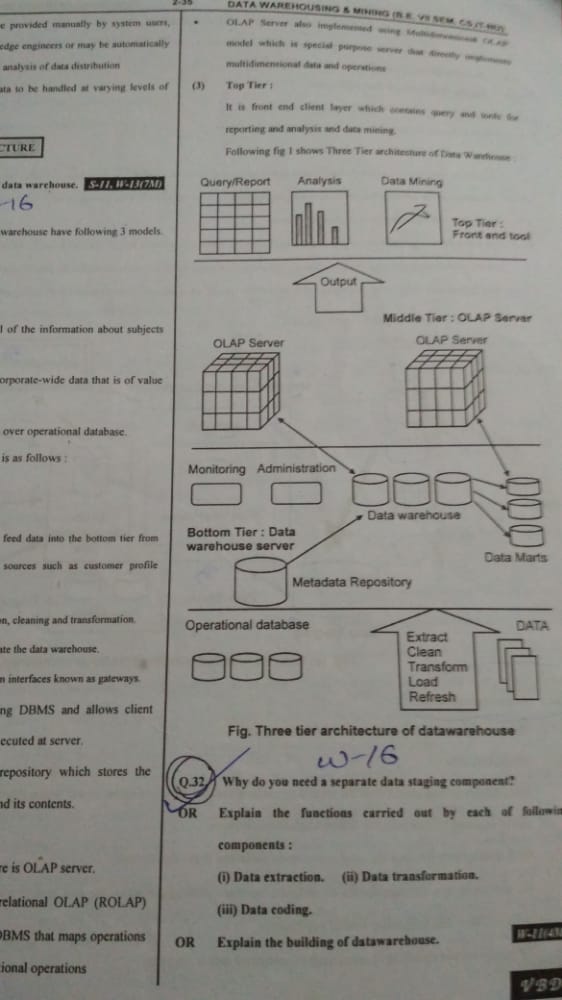 2-35
e provided manually by system users,
edge engineers or may be automatically
analysis of data distribution
ata to be handled at varying levels of
CTURE
data warehouse. S-11, W-13(7M)
-16
warehouse have following 3 models.
l of the information about subjects
orporate-wide data that is of value
over operational database.
is as follows :
feed data into the bottom tier from
sources such as customer profile
on, cleaning and transformation.
ate the data warehouse.
n interfaces known as gateways.
ng DBMS and allows client
ecuted at server.
repository which stores the
nd its contents.
re is OLAP server.
relational OLAP (ROLAP)
DBMS that maps operations
ional operations
DATA WAREHOUSING & MINING (B.E. VII SEM. CS /IT-RGN)
• OLAP Server also implemented using Multidimensional OLAP
model which is special purpose server that directly implements
multidimensional data and operations
(3) Top Tier :
It is front end client layer which contains query and tools for
reporting and analysis and data mining.
Following fig 1 shows Three Tier architecture of Data Warehouse :
Query/Report Analysis Data Mining
Top Tier :
Front end tool
Output
Middle Tier : OLAP Server
OLAP Server OLAP Server
Monitoring Administration
Data warehouse
Bottom Tier : Data
warehouse server
Data Marts
Metadata Repository
Operational database DATA
Extract
Clean
Transform
Load
Refresh
Fig. Three tier architecture of datawarehouse
W-16
Q.32. Why do you need a separate data staging component?
OR Explain the functions carried out by each of followin
components :
(i) Data extraction. (ii) Data transformation.
(iii) Data coding.
OR Explain the building of datawarehouse.
VBD